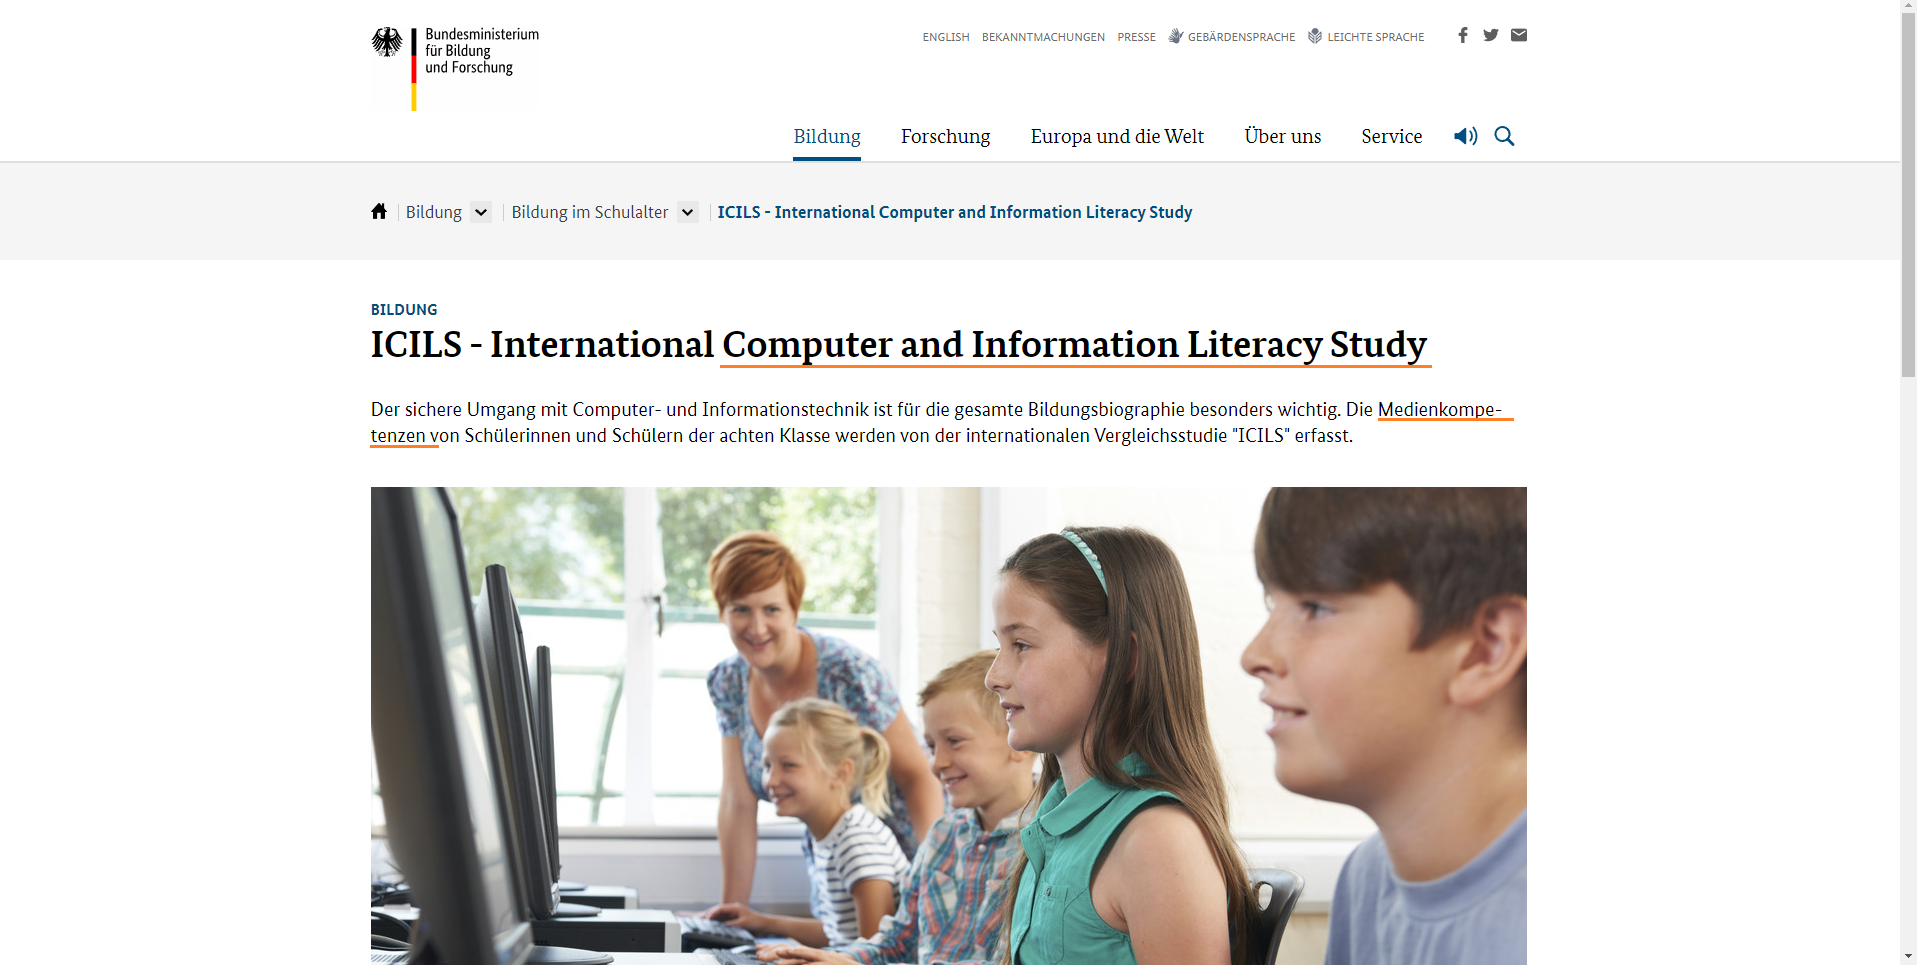 Bundesministerium
für Bildung
und Forschung
ENGLISH BEKANNTMACHUNGEN PRESSE GEBÄRDENSPRACHE LEICHTE SPRACHE
Bildung Forschung Europa und die Welt Über uns Service
Bildung Bildung im Schulalter ICILS - International Computer and Information Literacy Study
BILDUNG
ICILS - International Computer and Information Literacy Study
Der sichere Umgang mit Computer- und Informationstechnik ist für die gesamte Bildungsbiographie besonders wichtig. Die Medienkompe-
tenzen von Schülerinnen und Schülern der achten Klasse werden von der internationalen Vergleichsstudie "ICILS" erfasst.